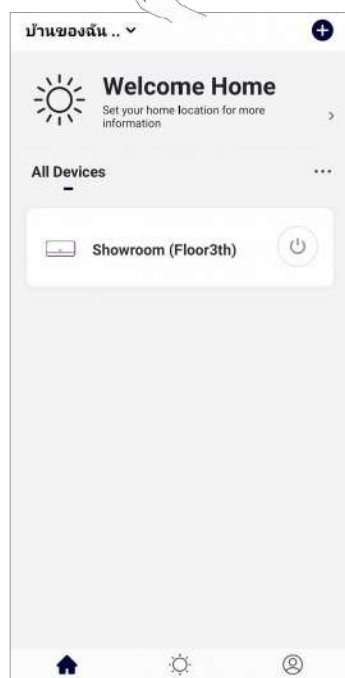 บ้านของฉัน ..
Welcome Home
Set your home location for more
information
All Devices
Showroom (Floor3th)